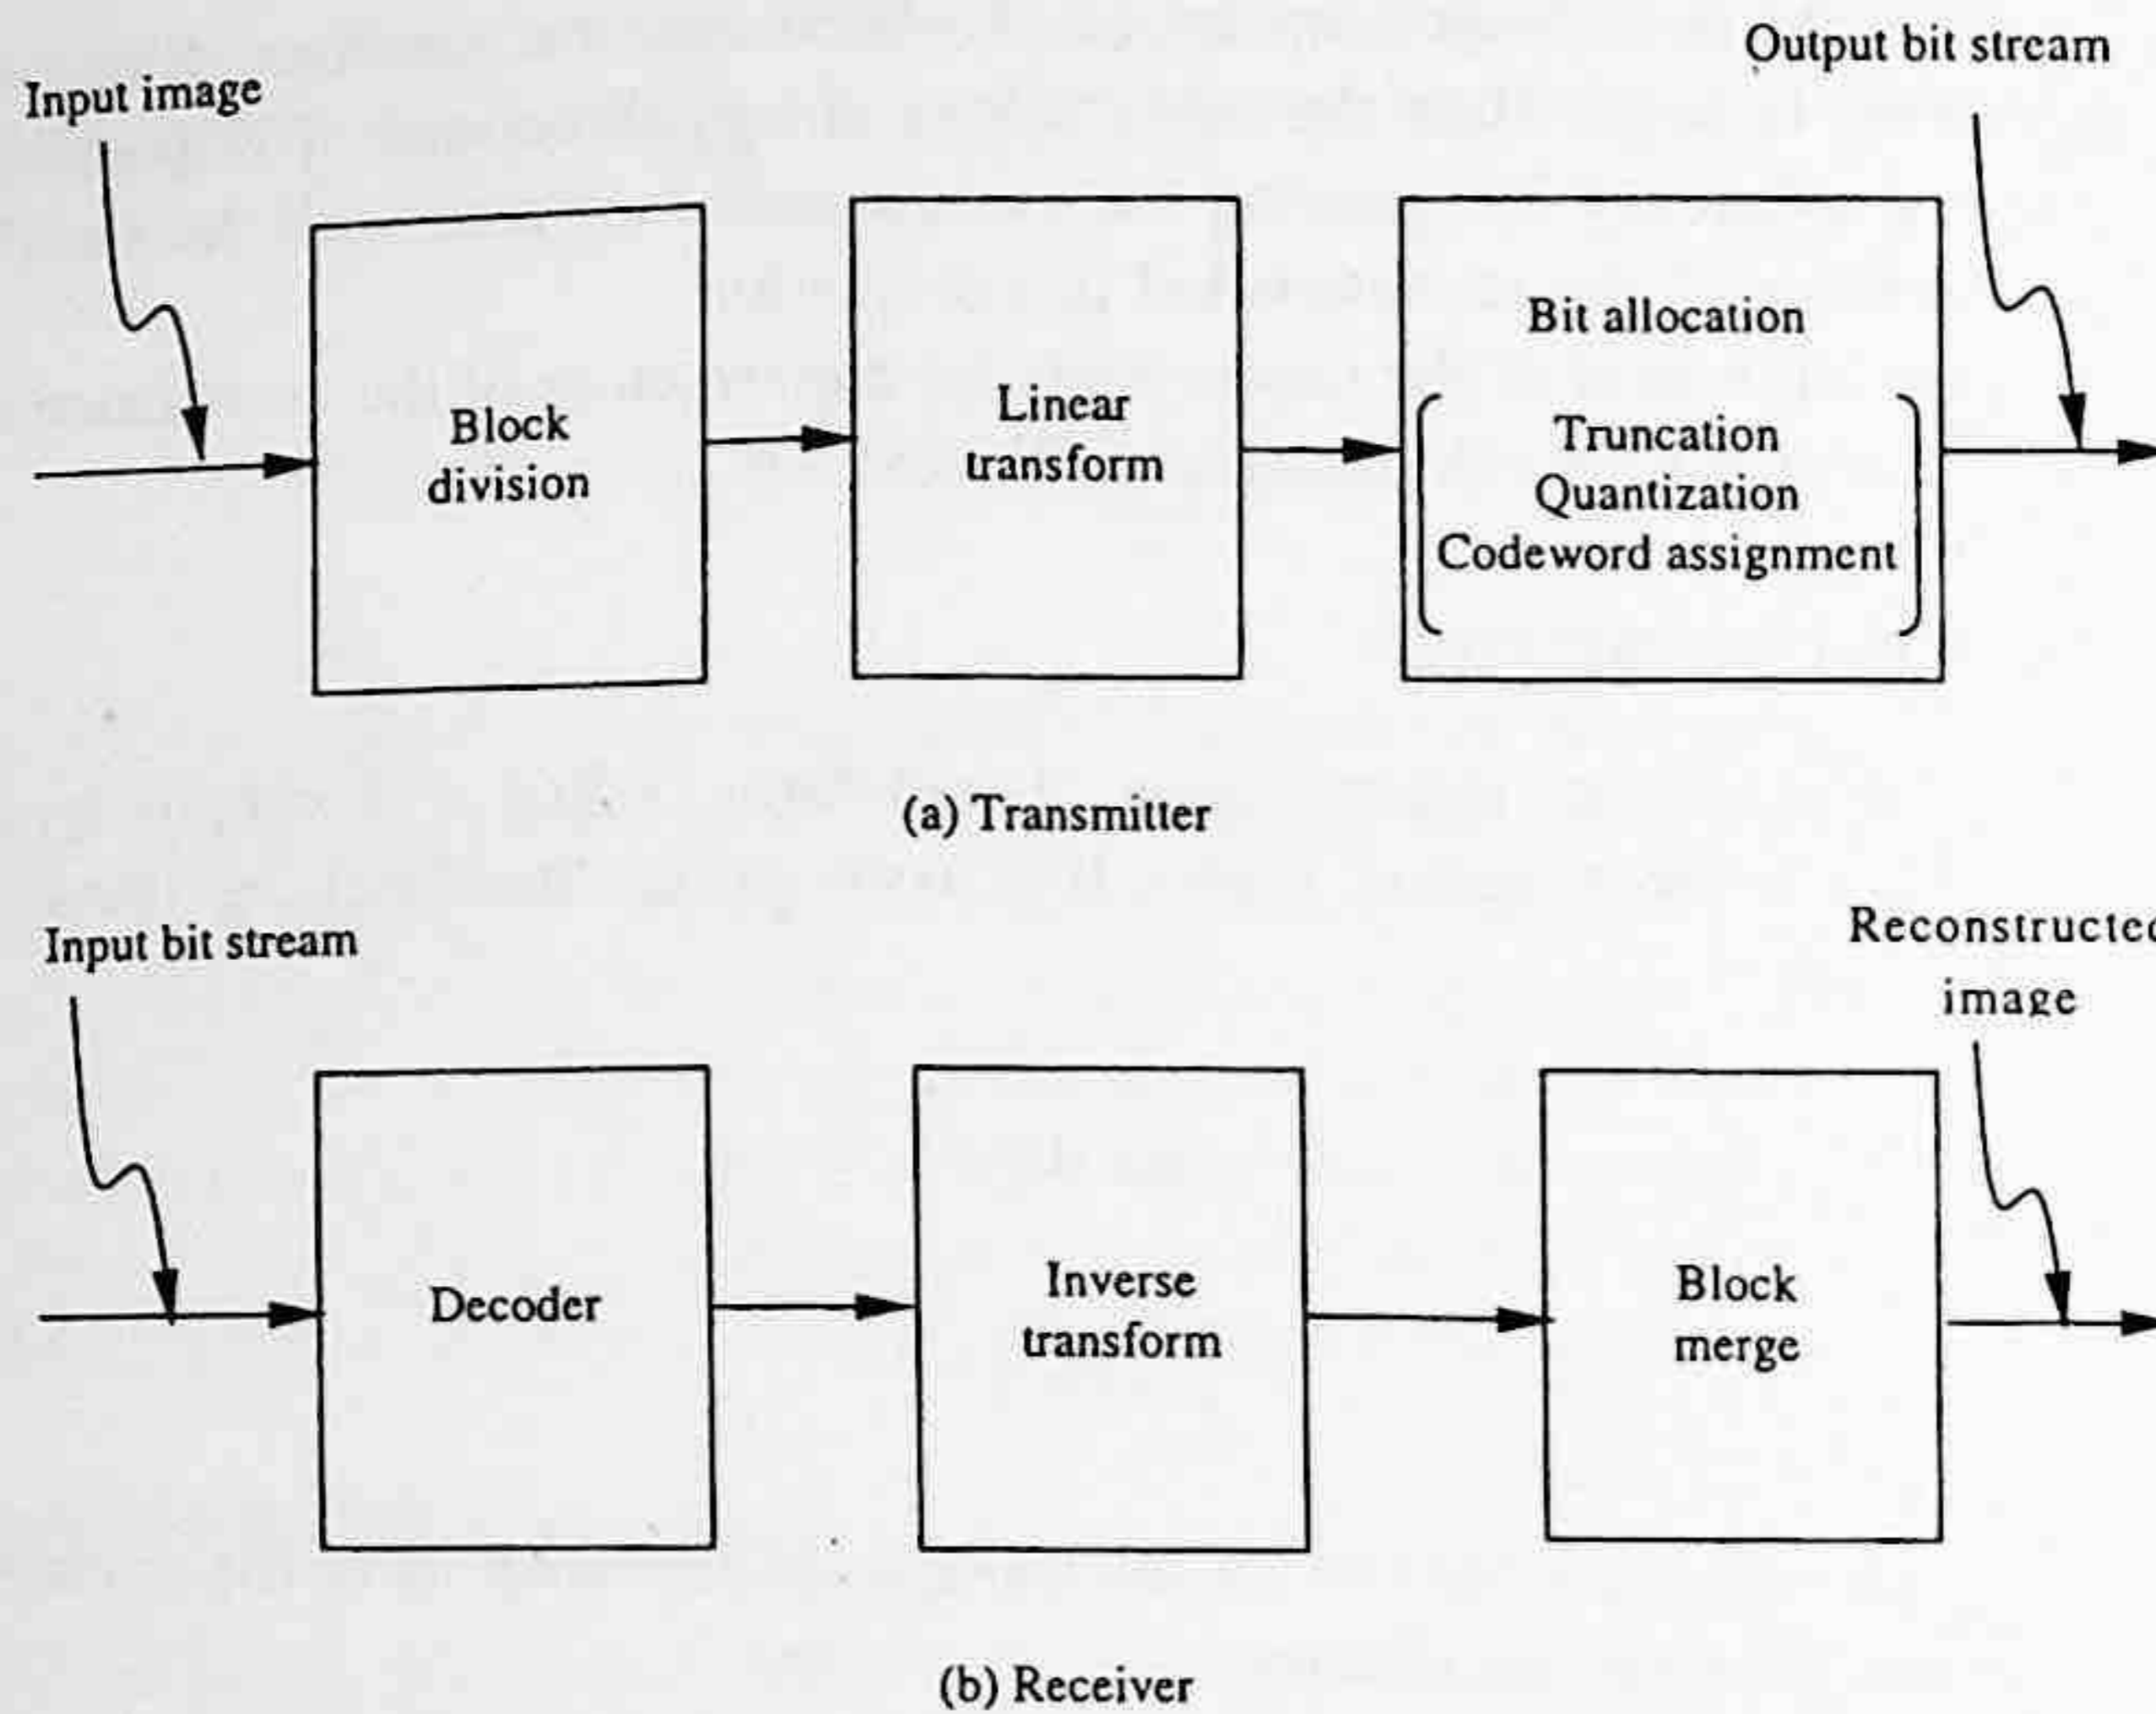 Output bit stream
Input image
Block
division
Linear
transform
Bit allocation
Truncation
Quantization
Codeword assignment
(a) Transmitter
Input bit stream
Reconstructed
image
Decoder
Inverse
transform
Block
merge
(b) Receiver